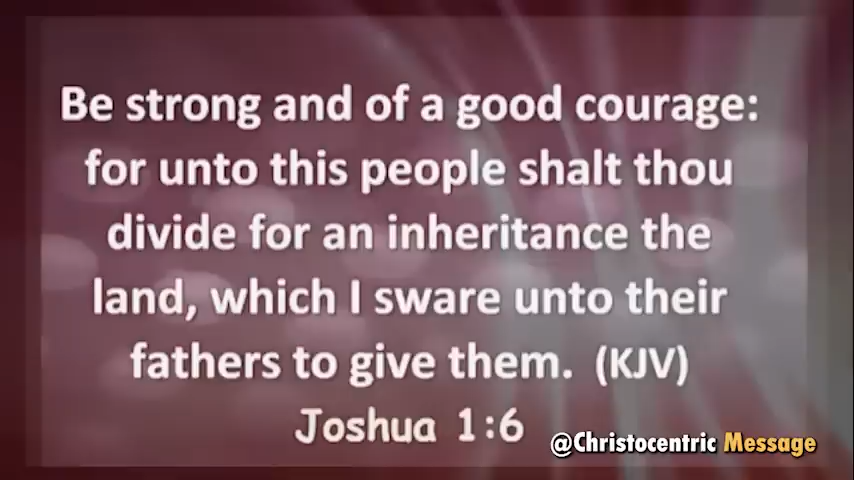 Be strong and of a good courage:
for unto this people shalt thou
divide for an inheritance the
land, which I sware unto their
fathers to give them. (KJV)
Joshua 1:6
@Christocentric Message